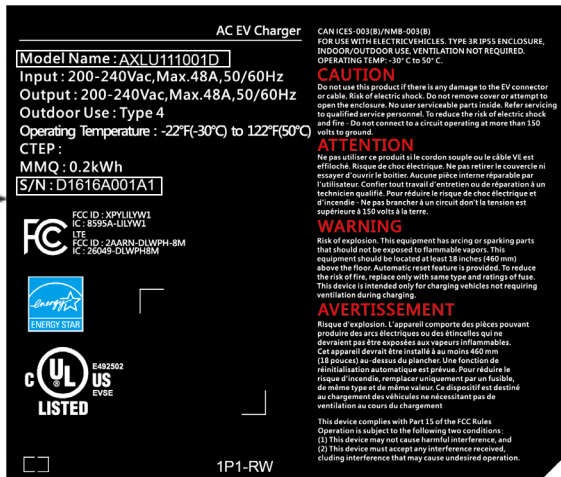 AC EV Charger
Model Name : AXLU111001D
Input : 200-240Vac,Max.48A,50/60Hz
Output : 200-240Vac,Max.48A,50/60Hz
Outdoor Use : Type 4
Operating Temperature : -22°F(-30°C) to 122°F(50°C)
CTEP :
MMQ : 0.2kWh
S/N : D1616A001A1
FC
FCC ID : XPYLILYW1
IC : 8595A-LILYW1
LTE
FCC ID : 2AARN-DLWPH-8M
IC : 26049-DLWPH8M
energy
ENERGY STAR
C UL US
E492502
EVSE
LISTED
1P1-RW
CAN ICES-003(B)/NMB-003(B)
FOR USE WITH ELECTRICVEHICLES. TYPE 3R IP55 ENCLOSURE,
INDOOR/OUTDOOR USE, VENTILATION NOT REQUIRED.
OPERATING TEMP: -30° C to 50° C.
CAUTION
Do not use this product if there is any damage to the EV connector
or cable. Risk of electric shock. Do not remove cover or attempt to
open the enclosure. No user serviceable parts inside. Refer servicing
to qualified service personnel. To reduce the risk of electric shock
and fire - Do not connect to a circuit operating at more than 150
volts to ground.
ATTENTION
Ne pas utiliser ce produit si le cordon souple ou le câble VE est
effiloché. Risque de choc électrique. Ne pas retirer le couvercle ni
essayer d'ouvrir le boitier. Aucune pièce interne réparable par
l'utilisateur. Confier tout travail d'entretien ou de réparation à un
technicien qualifié. Pour réduire le risque de choc électrique et
d'incendie - Ne pas brancher à un circuit don't la tension est
supérieure à 150 volts à la terre.
WARNING
Risk of explosion. This equipment has arcing or sparking parts
that should not be exposed to flammable vapors. This
equipment should be located at least 18 inches (460 mm)
above the floor. Automatic reset feature is provided. To reduce
the risk of fire, replace only with same type and ratings of fuse.
This device is intended only for charging vehicles not requiring
ventilation during charging.
AVERTISSEMENT
Risque d'explosion. L'appareil comporte des pièces pouvant
produire des arcs électriques ou des étincelles qui ne
devraient pas être exposées aux vapeurs inflammables.
Cet appareil devrait être installé à au moins 460 mm
(18 pouces) au-dessus du plancher. Une fonction de
réinitialisation automatique est prévue. Pour réduire le
risque d'incendie, remplacer uniquement par un fusible,
de même type et de même valeur. Ce dispositif est destiné
au chargement des véhicules ne nécessitant pas de
ventilation au cours du chargement
This device complies with Part 15 of the FCC Rules
Operation is subject to the following two conditions :
(1) This device may not cause harmful interference, and
(2) This device must accept any interference received,
cluding interference that may cause undesired operation.